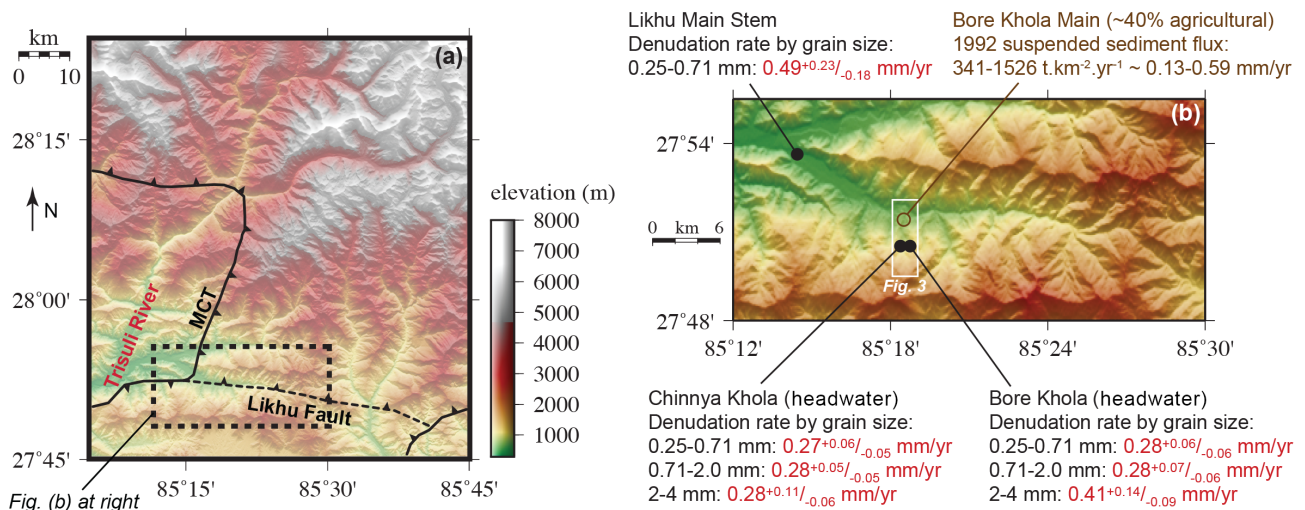 km
0 10
(a)
28°15'
N
28°00'
27°45'
85°15'
85°30'
85°45'
Trisuli River
MCT
Likhu Fault
Fig. (b) at right
elevation (m)
8000
7000
6000
5000
4000
3000
2000
1000
Likhu Main Stem
Denudation rate by grain size:
0.25-0.71 mm: 0.49+0.23/-0.18 mm/yr
Bore Khola Main (~40% agricultural)
1992 suspended sediment flux:
341-1526 t.km-2.yr-1 ~ 0.13-0.59 mm/yr
(b)
27°54'
0 km 6
Fig. 3
27°48'
85°12' 85°18' 85°24' 85°30'
Chinnya Khola (headwater)
Denudation rate by grain size:
0.25-0.71 mm: 0.27+0.06/-0.05 mm/yr
0.71-2.0 mm: 0.28+0.05/-0.05 mm/yr
2-4 mm: 0.28+0.11/-0.06 mm/yr
Bore Khola (headwater)
Denudation rate by grain size:
0.25-0.71 mm: 0.28+0.06/-0.06 mm/yr
0.71-2.0 mm: 0.28+0.07/-0.06 mm/yr
2-4 mm: 0.41+0.14/-0.09 mm/yr